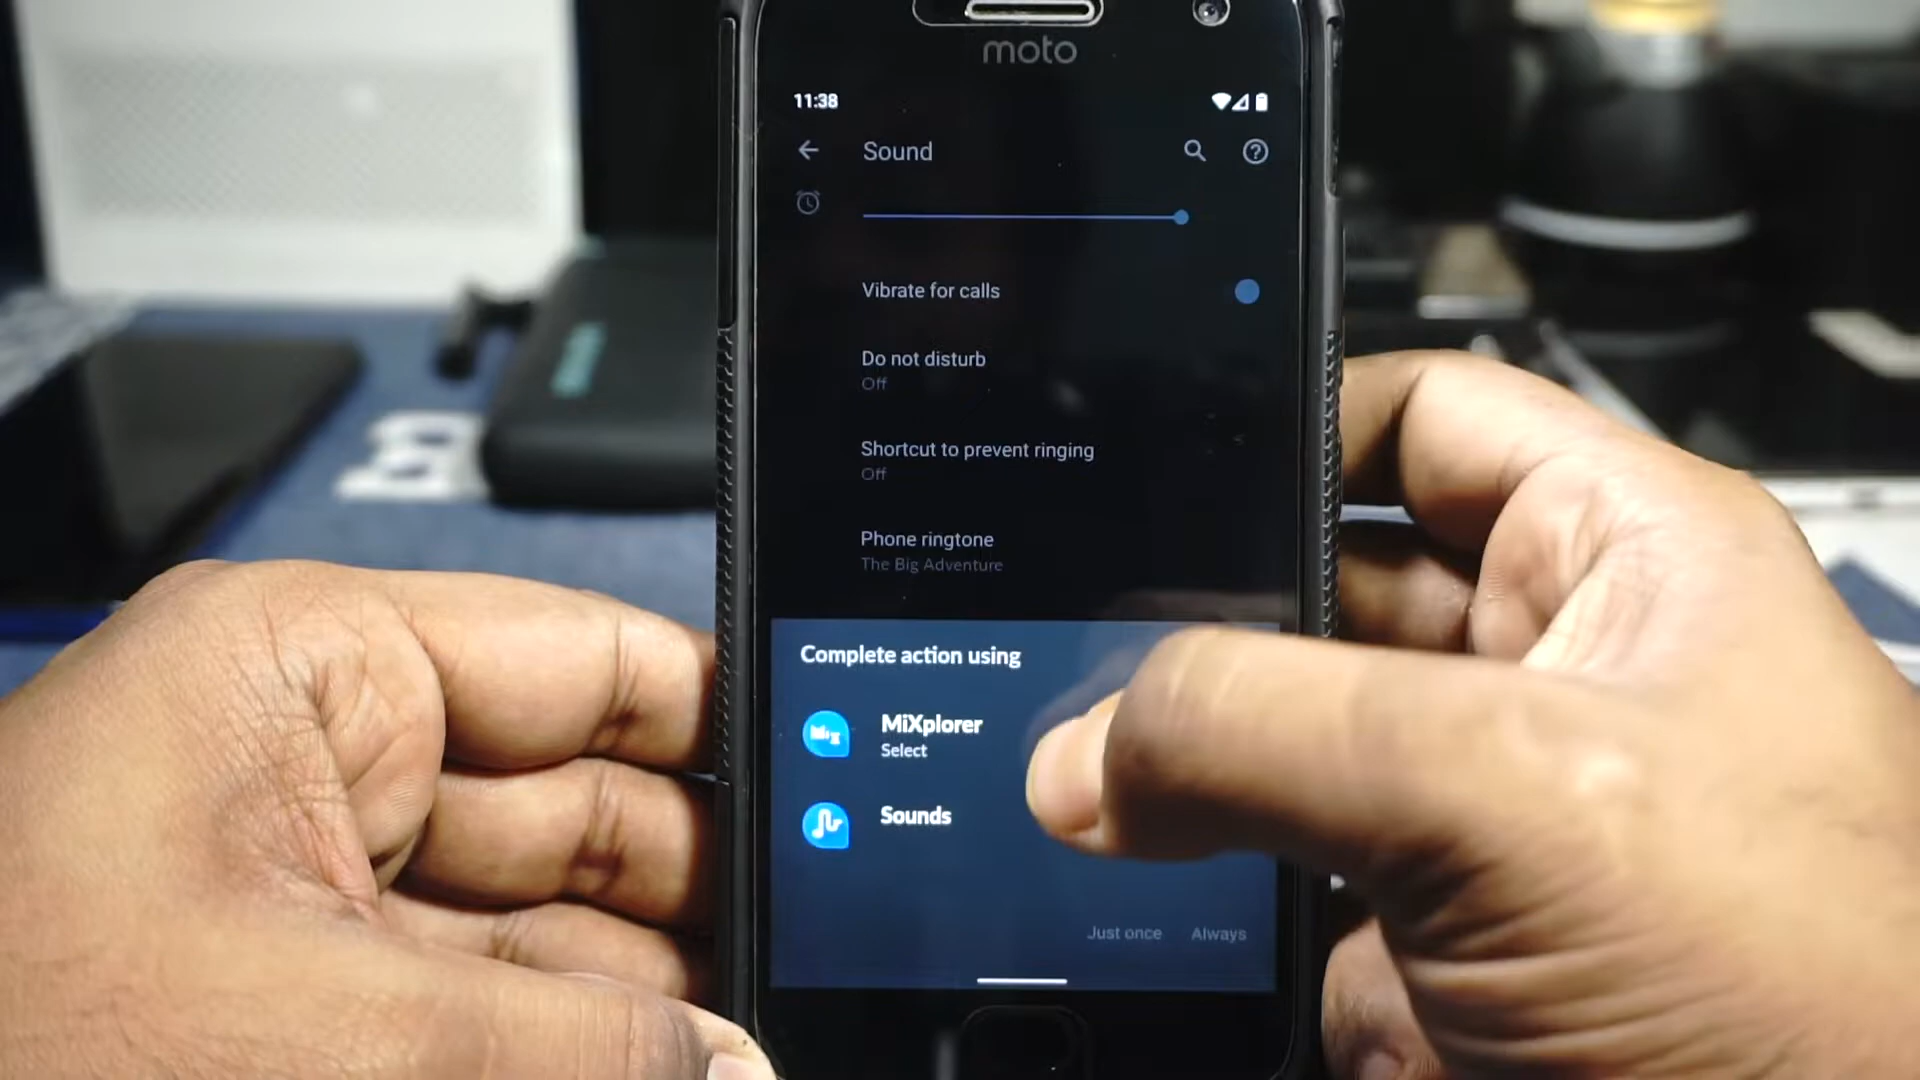 moto
11:38
Sound
Vibrate for calls
Do not disturb
Off
Shortcut to prevent ringing
Off
Phone ringtone
The Big Adventure
Complete action using
MiXplorer
Select
Sounds
Just once
Always